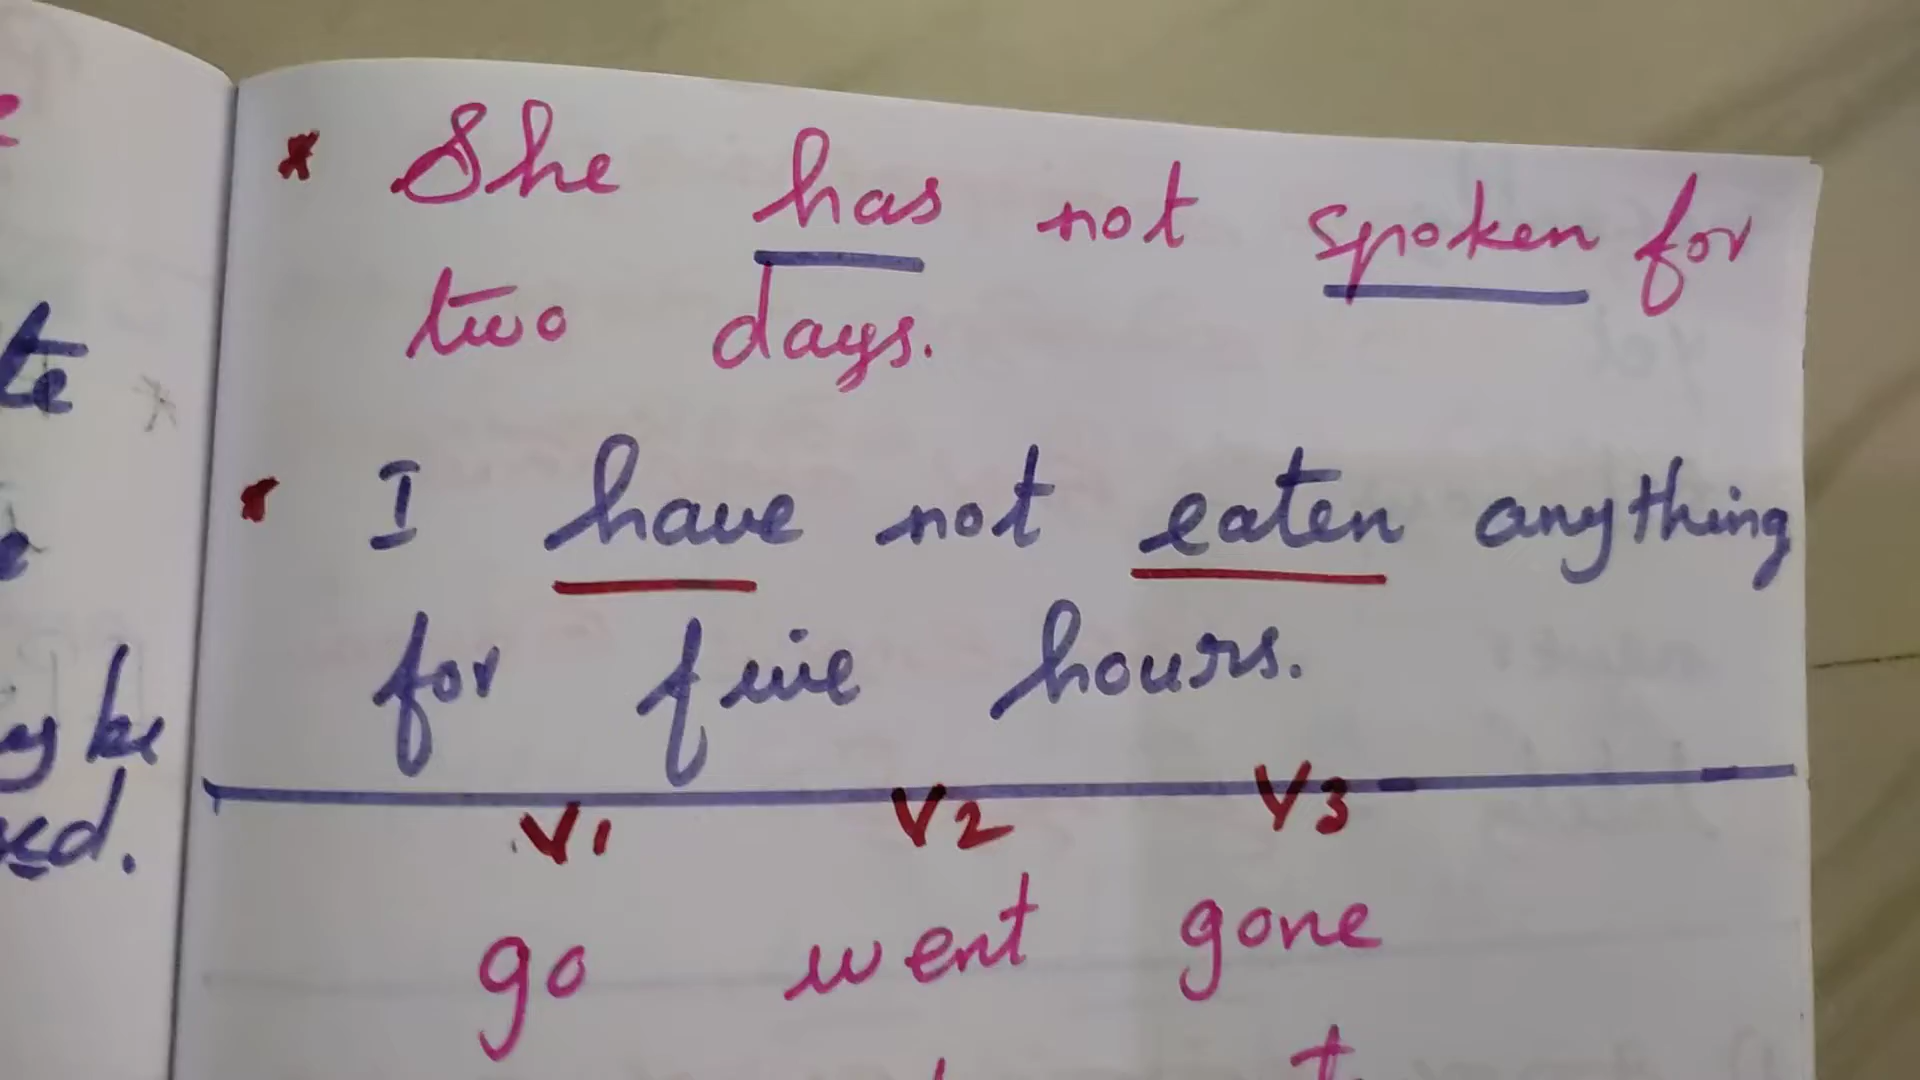 She has not spoken for
two days.
I have not eaten anything
for five hours.
V1 V2 V3
go went gone